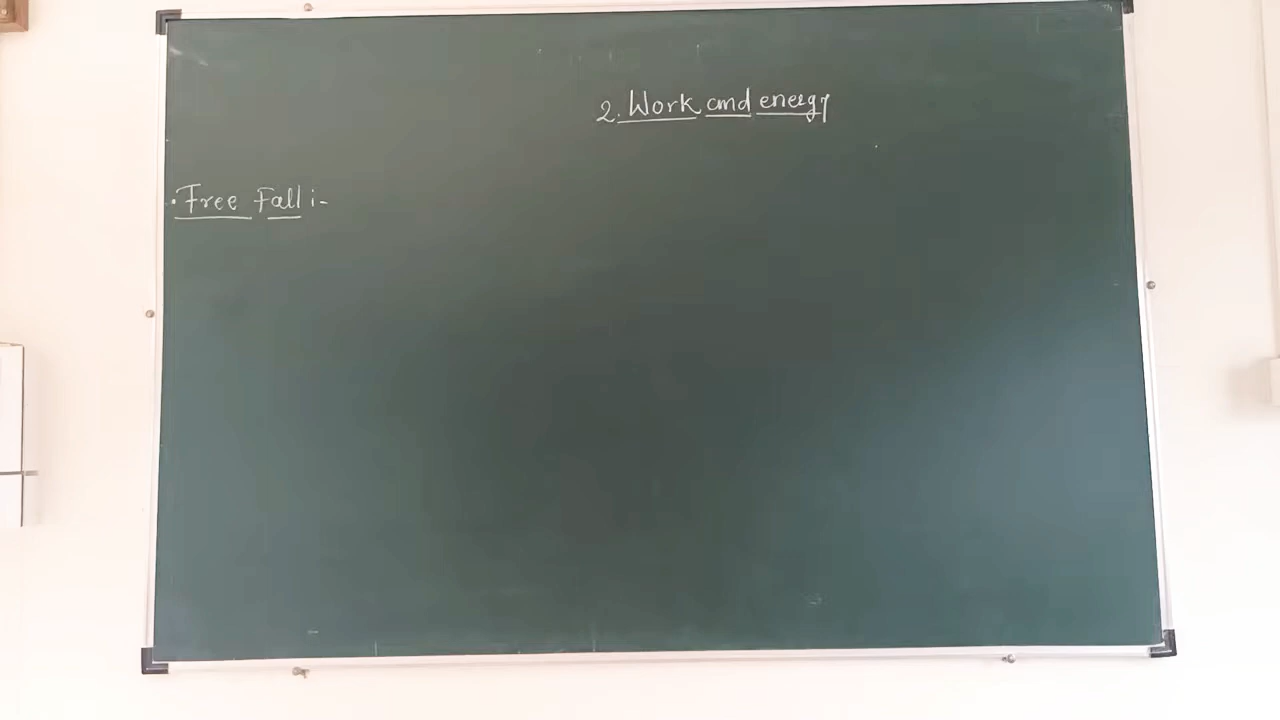 2. Work and energy
• Free Fall :-